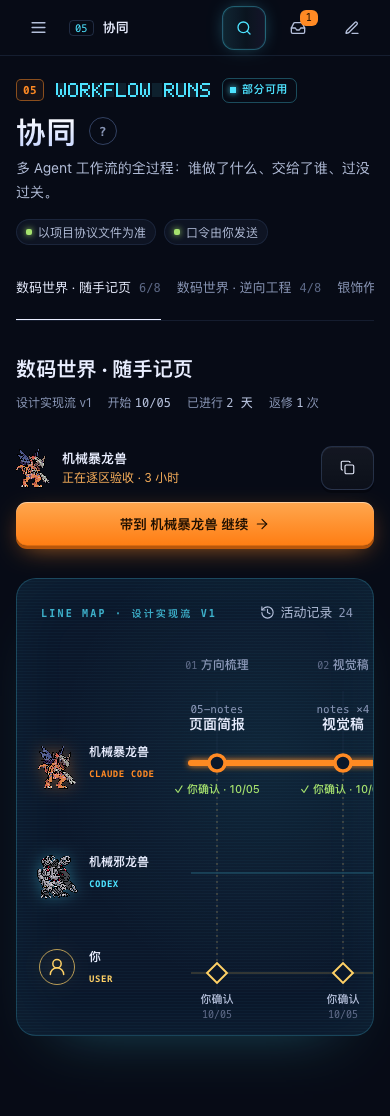 05 协同
1
05 WORKFLOW RUNS 部分可用
协同 ?
多 Agent 工作流的全过程：谁做了什么、交给了谁、过没
过关。
以项目协议文件为准 口令由你发送
数码世界 · 随手记页 6/8 数码世界 · 逆向工程 4/8 银饰作
数码世界 · 随手记页
设计实现流 v1 开始 10/05 已进行 2 天 返修 1 次
机械暴龙兽
正在逐区验收 · 3 小时
带到 机械暴龙兽 继续 →
LINE MAP · 设计实现流 V1 活动记录 24
01 方向梳理 02 视觉稿
05-notes notes ×4
页面简报 视觉稿
机械暴龙兽
CLAUDE CODE
✓ 你确认 · 10/05 ✓ 你确认 · 10/
机械邪龙兽
CODEX
你
USER
你确认 你确认
10/05 10/05